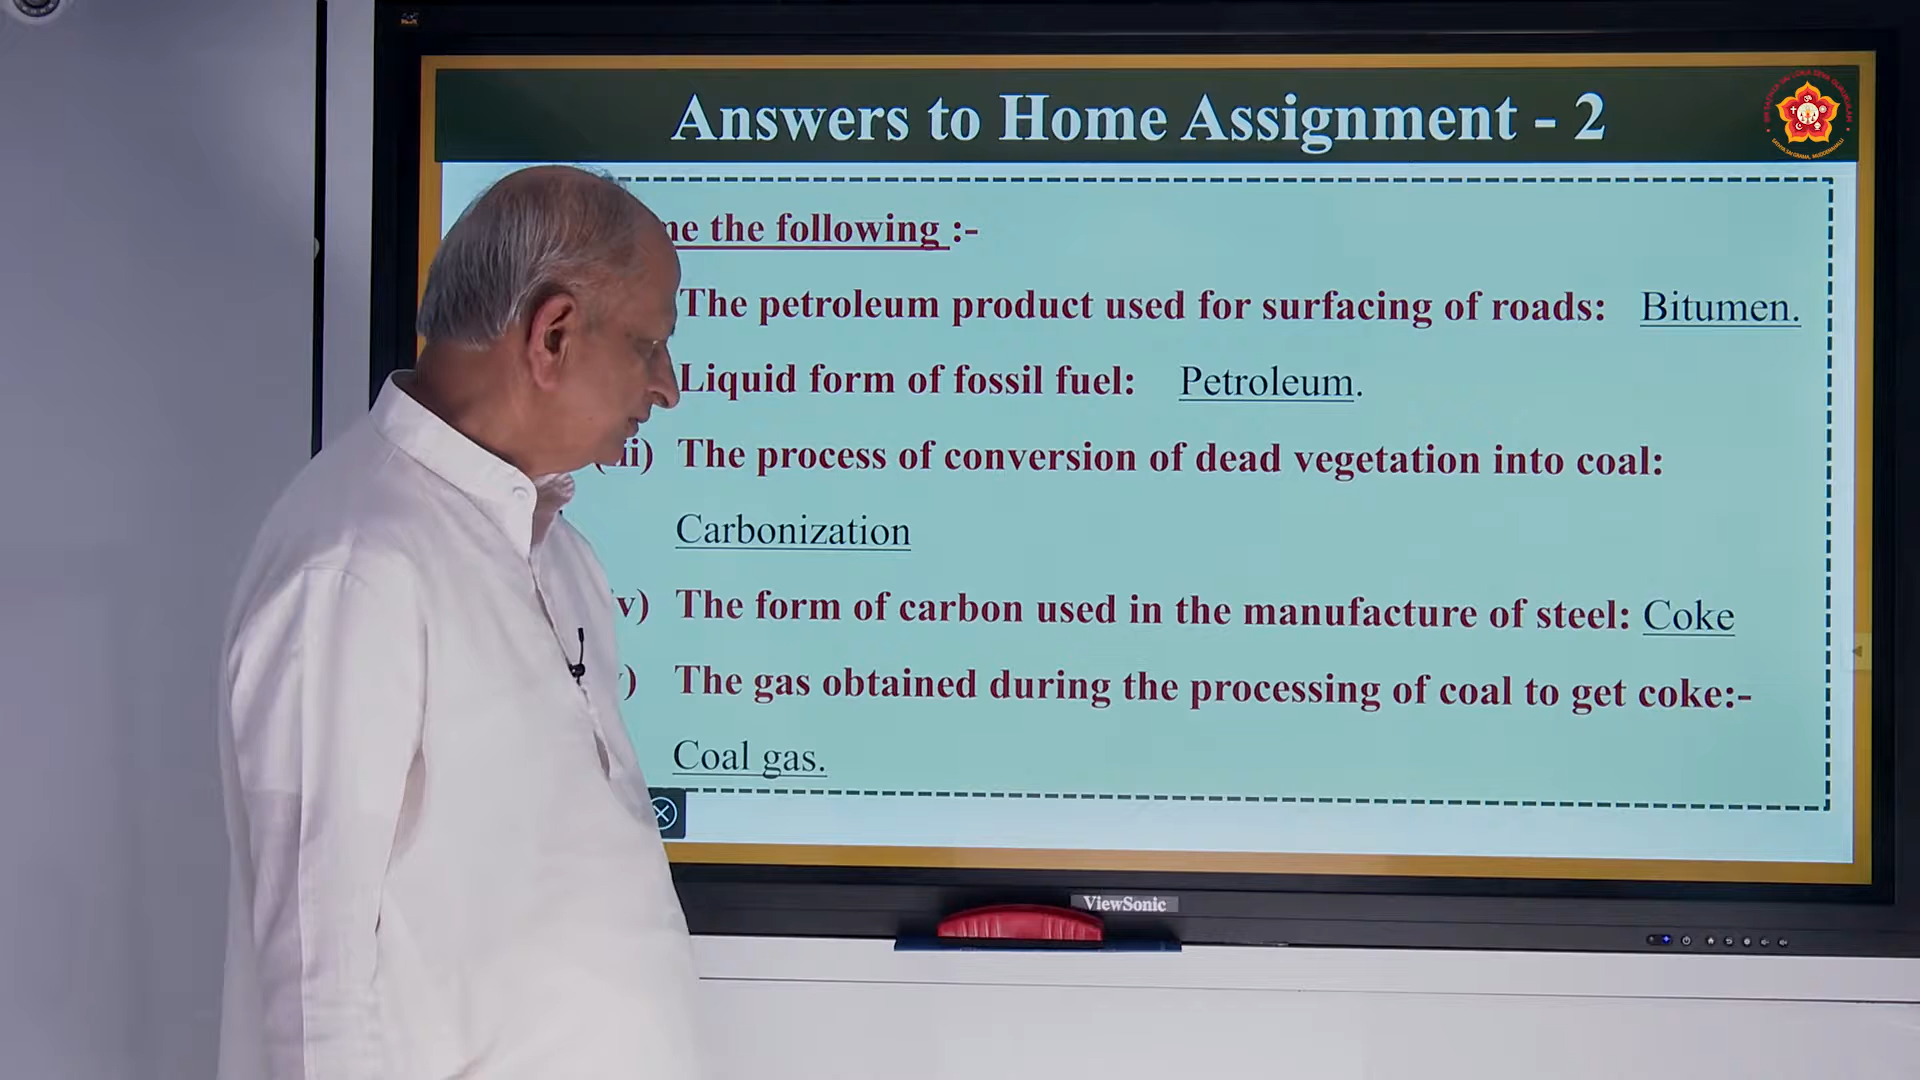 Answers to Home Assignment - 2
the following :-
The petroleum product used for surfacing of roads: Bitumen.
Liquid form of fossil fuel: Petroleum.
The process of conversion of dead vegetation into coal:
Carbonization
The form of carbon used in the manufacture of steel: Coke
The gas obtained during the processing of coal to get coke:-
Coal gas.
ViewSonic